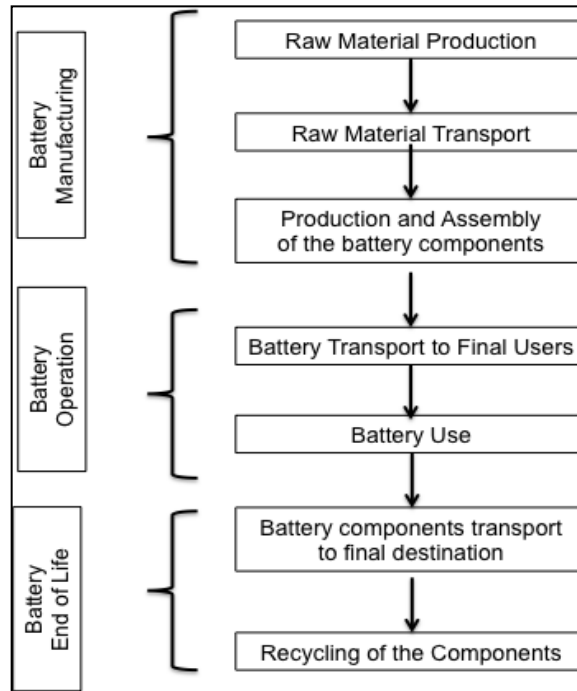 Battery
Manufacturing
Raw Material Production
Raw Material Transport
Production and Assembly
of the battery components
Battery
Operation
Battery Transport to Final Users
Battery Use
Battery
End of Life
Battery components transport
to final destination
Recycling of the Components